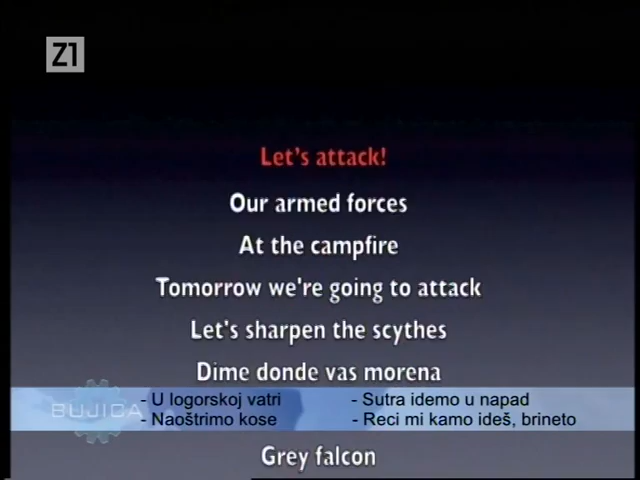 Z1
Let's attack!
Our armed forces
At the campfire
Tomorrow we're going to attack
Let's sharpen the scythes
Dime donde vas morena
BUJICA
- U logorskoj vatri
- Sutra idemo u napad
- Naoštrimo kose
- Reci mi kamo ideš, brineto
Grey falcon